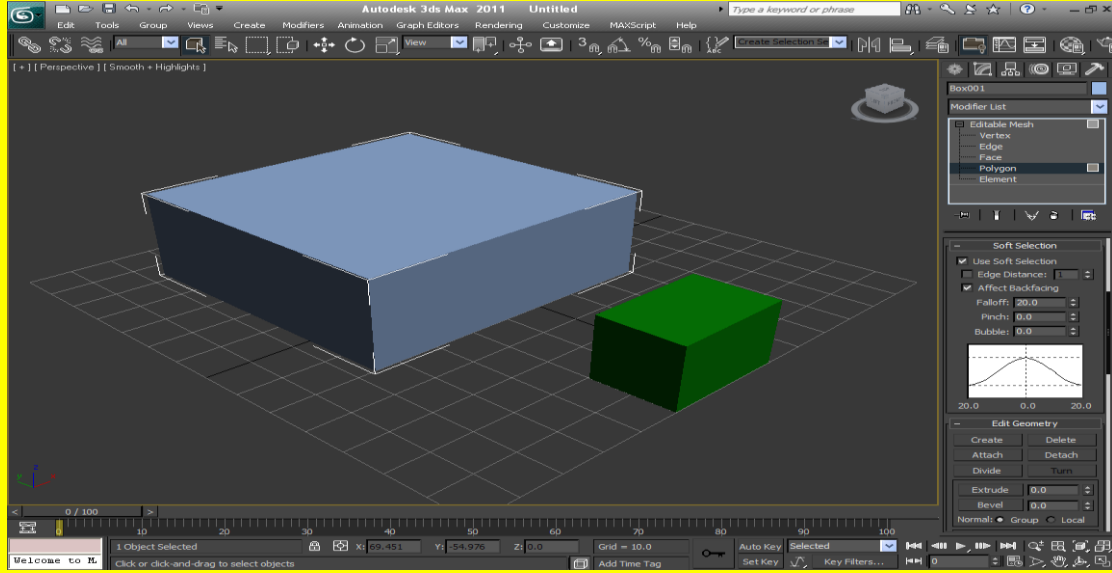 Autodesk 3ds Max 2011 Untitled
Type a keyword or phrase
Edit Tools Group Views Create Modifiers Animation Graph Editors Rendering Customize MAXScript Help
All
View
Create Selection Se
[ + ] [ Perspective ] [ Smooth + Highlights ]
Box001
Modifier List
Editable Mesh
Vertex
Edge
Face
Polygon
Element
Soft Selection
Use Soft Selection
Edge Distance: 1
Affect Backfacing
Falloff: 20.0
Pinch: 0.0
Bubble: 0.0
20.0 0.0 20.0
Edit Geometry
Create Delete
Attach Detach
Divide Turn
Extrude 0.0
Bevel 0.0
Normal: Group Local
z
y x
< 0 / 100 >
0 10 20 30 40 50 60 70 80 90 100
1 Object Selected X: 69.451 Y: -54.976 Z: 0.0 Grid = 10.0 Auto Key Selected
Welcome to M. Click or click-and-drag to select objects Add Time Tag Set Key Key Filters... 0